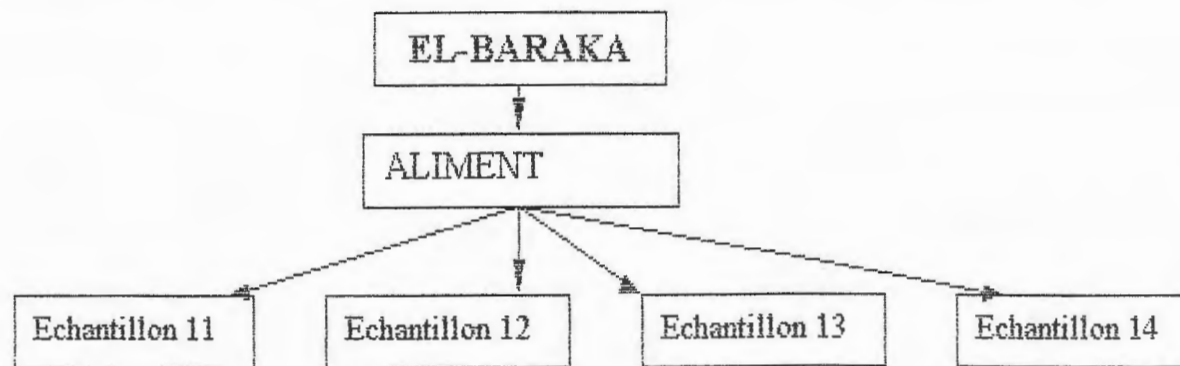 EL-BARAKA
ALIMENT
Echantillon 11
Echantillon 12
Echantillon 13
Echantillon 14